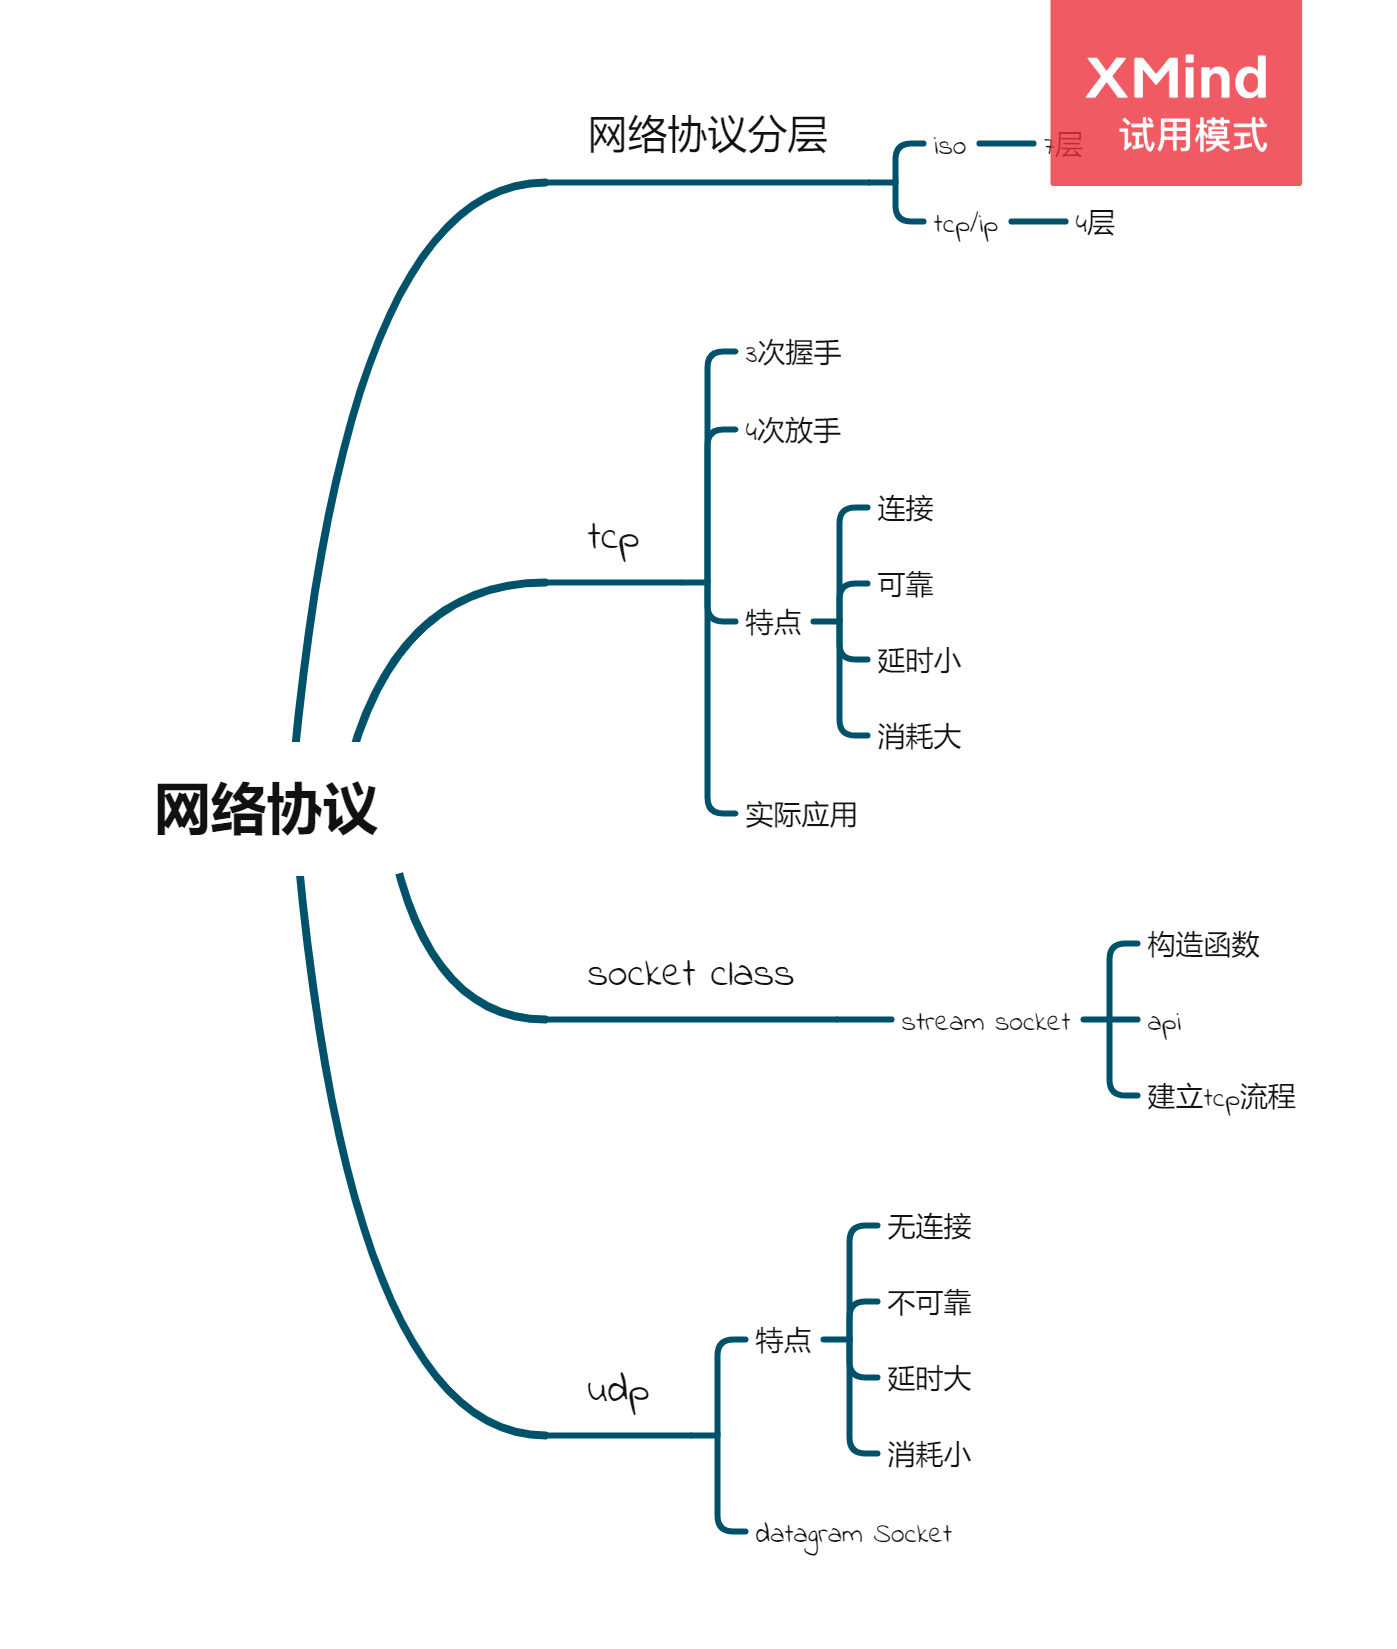 XMind
试用模式
网络协议分层
iso
7层
tcp/ip
4层
3次握手
4次放手
连接
tcp
可靠
特点
延时小
消耗大
网络协议
实际应用
构造函数
socket class
stream socket
api
建立tcp流程
无连接
不可靠
特点
延时大
udp
消耗小
datagram Socket